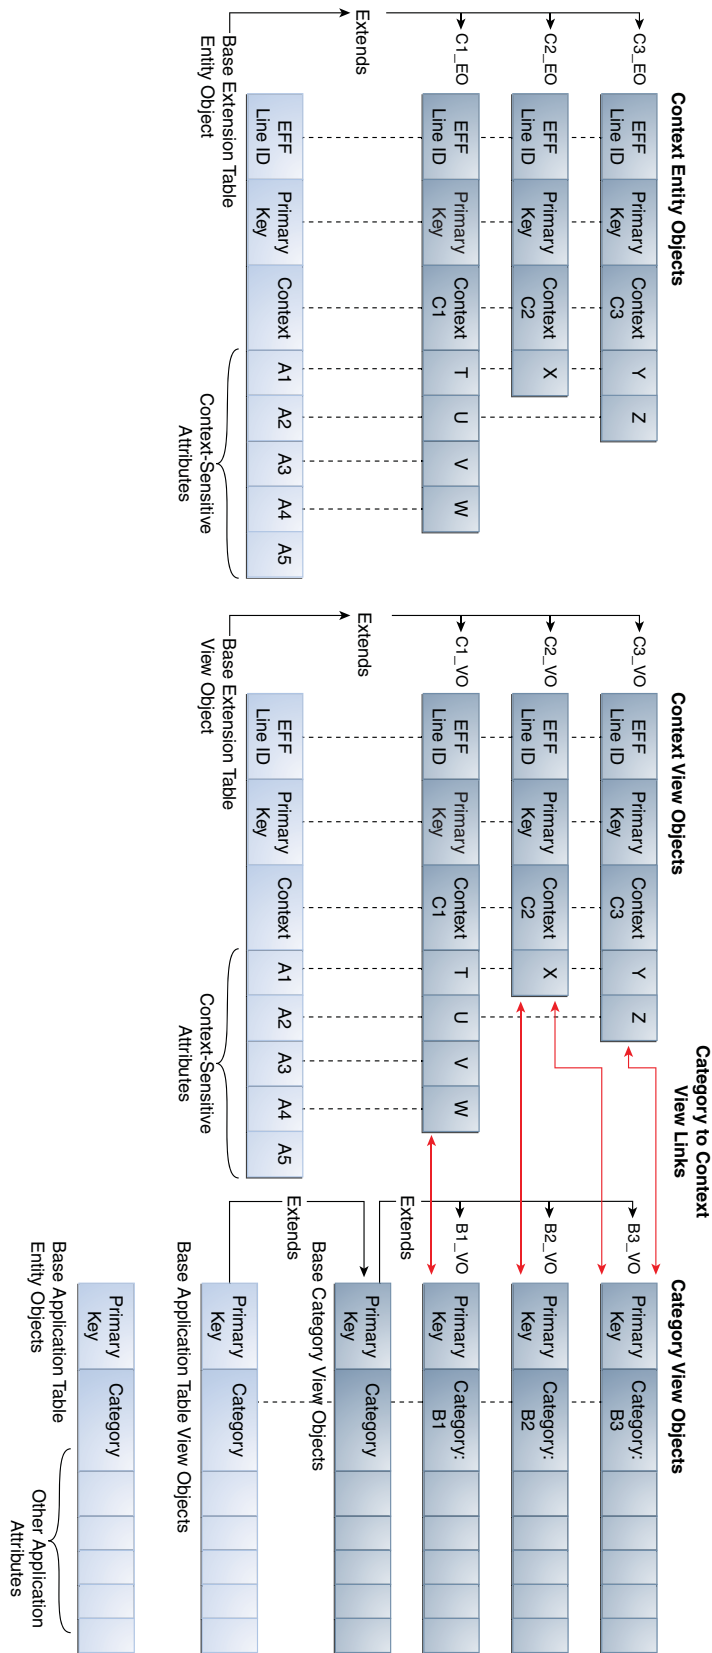 Context Entity Objects
C3_EO
EFF
Line ID
Primary
Key
Context
C3
Y
Z
C2_EO
EFF
Line ID
Primary
Key
Context
C2
X
C1_EO
EFF
Line ID
Primary
Key
Context
C1
T
U
V
W
Extends
EFF
Line ID
Primary
Key
Context
A1
A2
A3
A4
A5
Base Extension Table
Entity Object
Context-Sensitive
Attributes
Context View Objects
C3_VO
EFF
Line ID
Primary
Key
Context
C3
Y
Z
C2_VO
EFF
Line ID
Primary
Key
Context
C2
X
C1_VO
EFF
Line ID
Primary
Key
Context
C1
T
U
V
W
Extends
EFF
Line ID
Primary
Key
Context
A1
A2
A3
A4
A5
Base Extension Table
View Object
Context-Sensitive
Attributes
Category to Context
View Links
Category View Objects
B3_VO
Primary
Key
Category:
B3
B2_VO
Primary
Key
Category:
B2
B1_VO
Primary
Key
Category:
B1
Extends
Primary
Key
Category
Base Category View Objects
Extends
Primary
Key
Category
Base Application Table View Objects
Primary
Key
Category
Base Application Table
Entity Objects
Other Application
Attributes